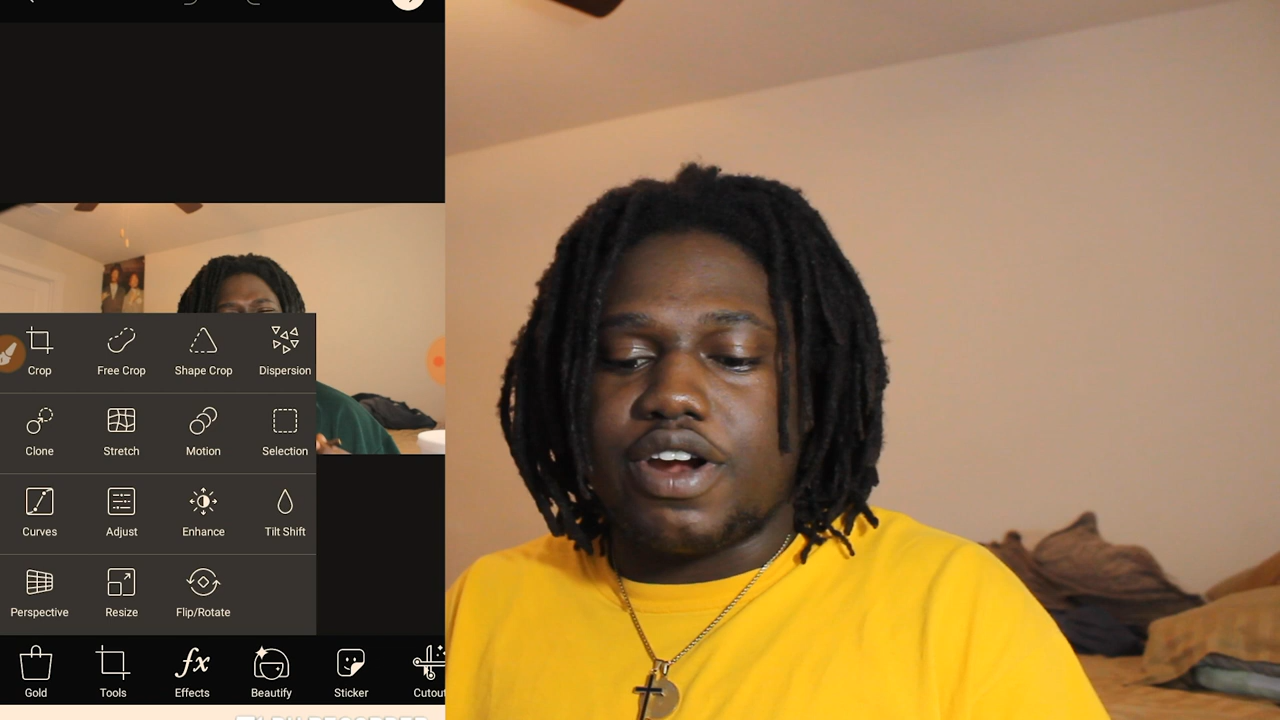 Crop Free Crop Shape Crop Dispersion
Clone Stretch Motion Selection
Curves Adjust Enhance Tilt Shift
Perspective Resize Flip/Rotate
Gold Tools fx Effects Beautify Sticker Cutout